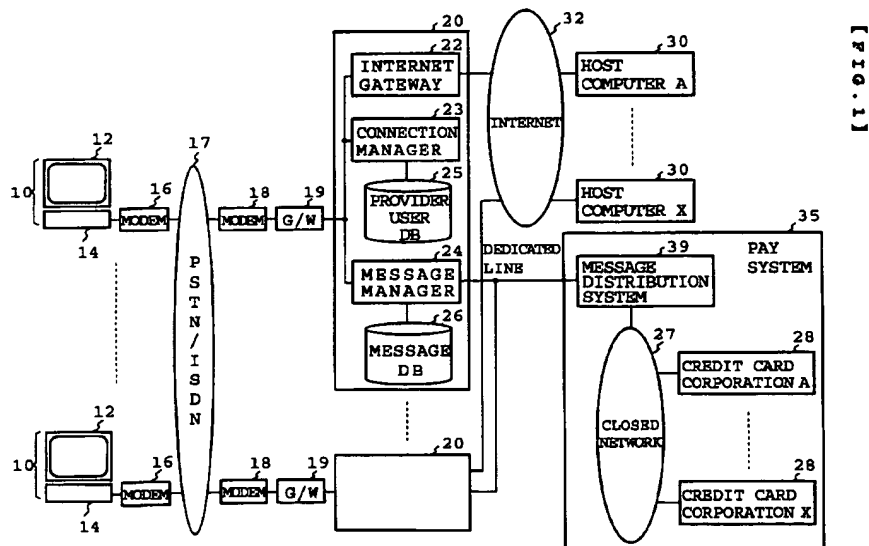 [FIG. 1]
20
32
22
INTERNET
GATEWAY
30
HOST
COMPUTER A
23
CONNECTION
MANAGER
INTERNET
12
17
10
16
MODEM
18
MODEM
19
G/W
14
25
PROVIDER
USER
DB
30
HOST
COMPUTER X
24
MESSAGE
MANAGER
DEDICATED
LINE
35
PAY
SYSTEM
39
MESSAGE
DISTRIBUTION
SYSTEM
26
MESSAGE
DB
PSTN/ISDN
27
CLOSED
NETWORK
28
CREDIT CARD
CORPORATION A
12
10
16
MODEM
18
MODEM
19
G/W
14
20
28
CREDIT CARD
CORPORATION X